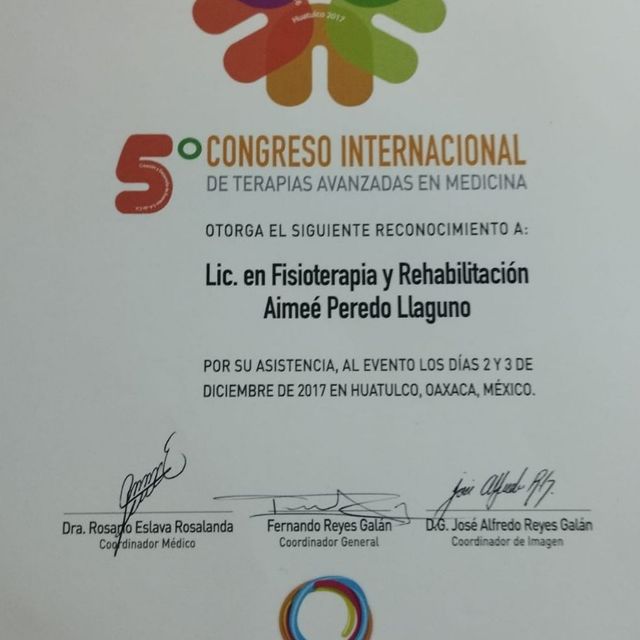 Huatulco 2017
5º CONGRESO INTERNACIONAL
DE TERAPIAS AVANZADAS EN MEDICINA
OTORGA EL SIGUIENTE RECONOCIMIENTO A:
Lic. en Fisioterapia y Rehabilitación
Aimeé Peredo Llaguno
POR SU ASISTENCIA, AL EVENTO LOS DÍAS 2 Y 3 DE
DICIEMBRE DE 2017 EN HUATULCO, OAXACA, MÉXICO.
Dra. Rosario Eslava Rosalanda
Coordinador Médico
Fernando Reyes Galán
Coordinador General
D.G. José Alfredo Reyes Galán
Coordinador de Imagen